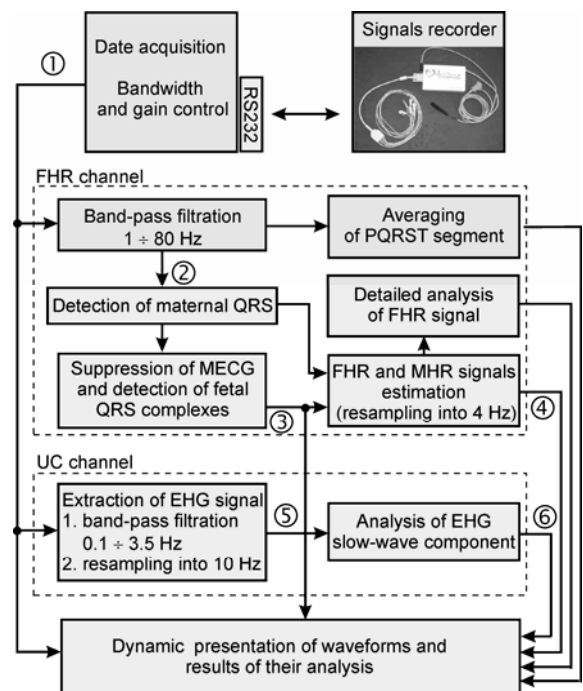 ①
Date acquisition
Bandwidth
and gain control
RS232
Signals recorder
FHR channel
Band-pass filtration
1 ÷ 80 Hz
Averaging
of PQRST segment
②
Detection of maternal QRS
Detailed analysis
of FHR signal
Suppression of MECG
and detection of fetal
QRS complexes
③
FHR and MHR signals
estimation
(resampling into 4 Hz)
④
UC channel
Extraction of EHG signal
1. band-pass filtration
0.1 ÷ 3.5 Hz
2. resampling into 10 Hz
⑤
Analysis of EHG
slow-wave component
⑥
Dynamic presentation of waveforms and
results of their analysis